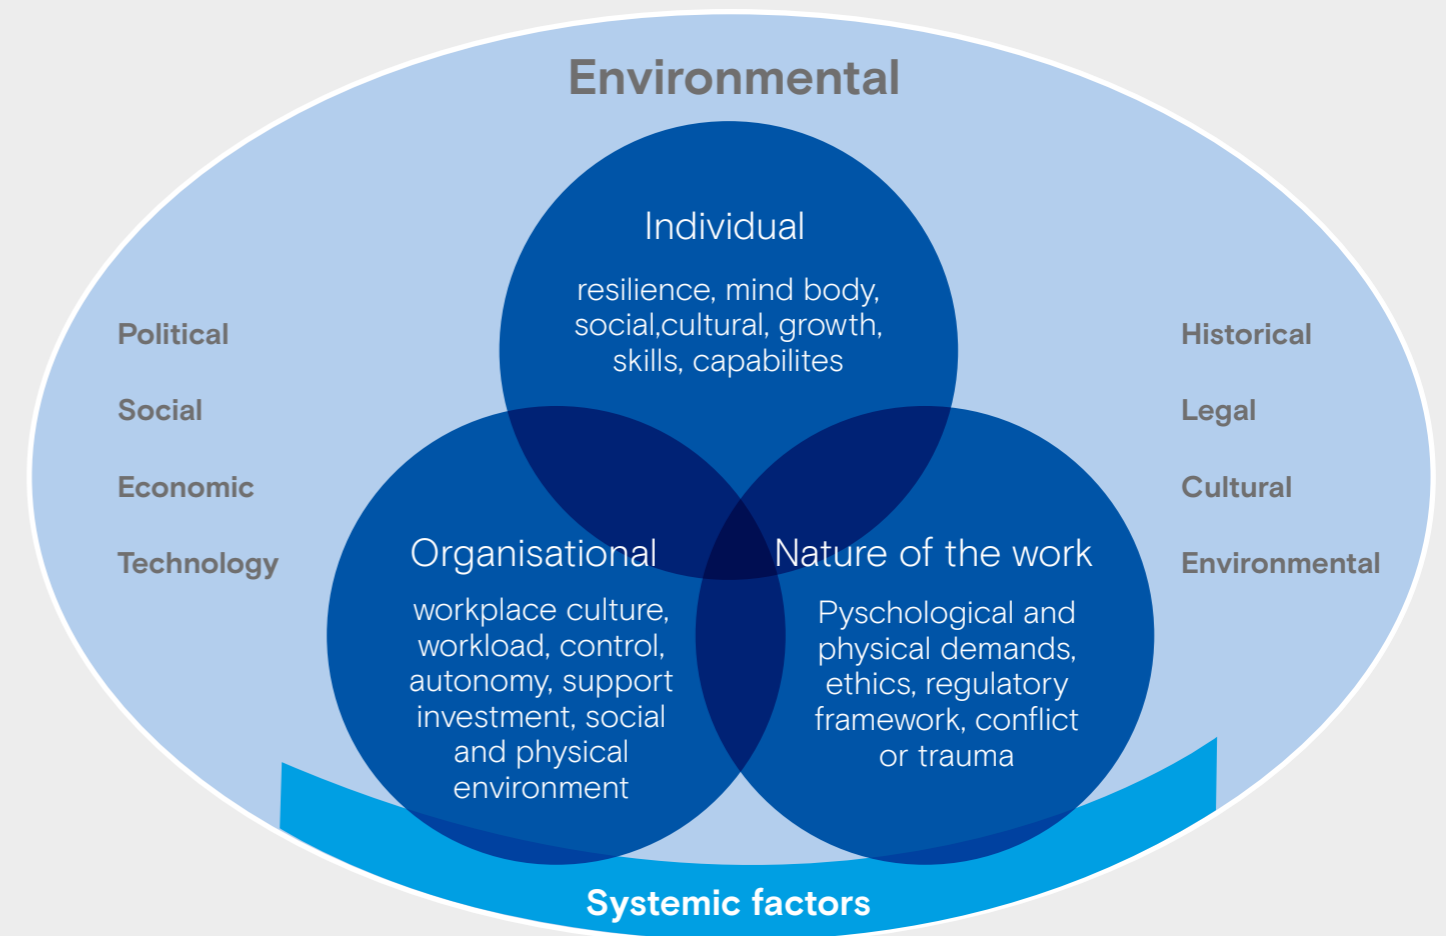 Environmental
Individual
resilience, mind body,
social,cultural, growth,
skills, capabilites
Political
Social
Economic
Technology
Historical
Legal
Cultural
Environmental
Organisational
workplace culture,
workload, control,
autonomy, support
investment, social
and physical
environment
Nature of the work
Pyschological and
physical demands,
ethics, regulatory
framework, conflict
or trauma
Systemic factors